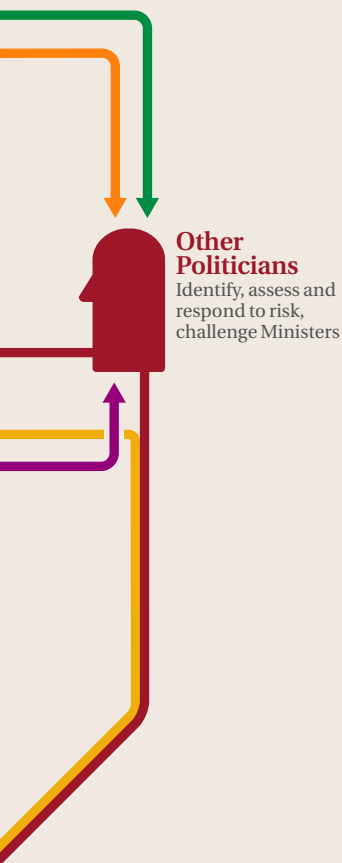 Other
Politicians
Identify, assess and
respond to risk,
challenge Ministers